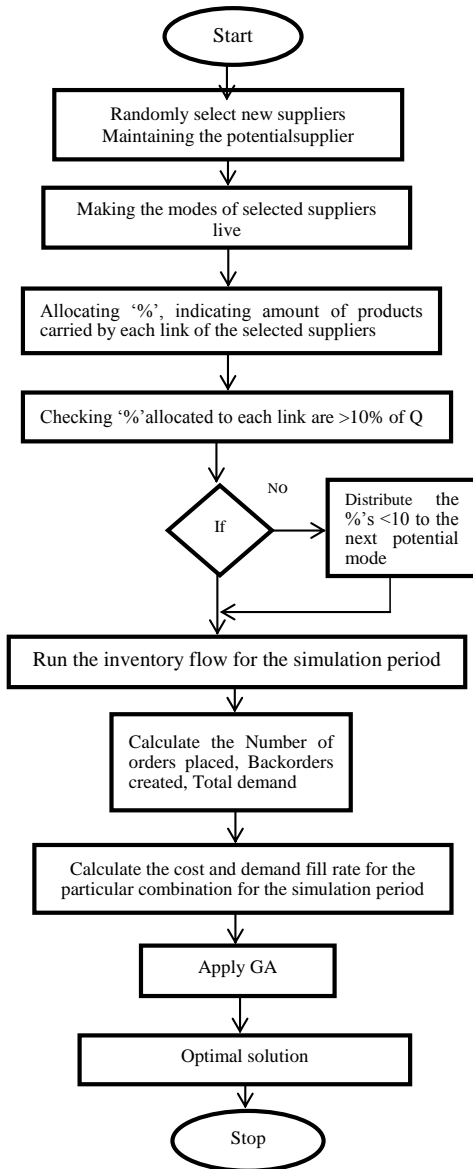 Start
Randomly select new suppliers
Maintaining the potentialsupplier
Making the modes of selected suppliers
live
Allocating ‘%’, indicating amount of products
carried by each link of the selected suppliers
Checking ‘%’allocated to each link are >10% of Q
If
No
Distribute the
%’s <10 to the
next potential
mode
Run the inventory flow for the simulation period
Calculate the Number of
orders placed, Backorders
created, Total demand
Calculate the cost and demand fill rate for the
particular combination for the simulation period
Apply GA
Optimal solution
Stop